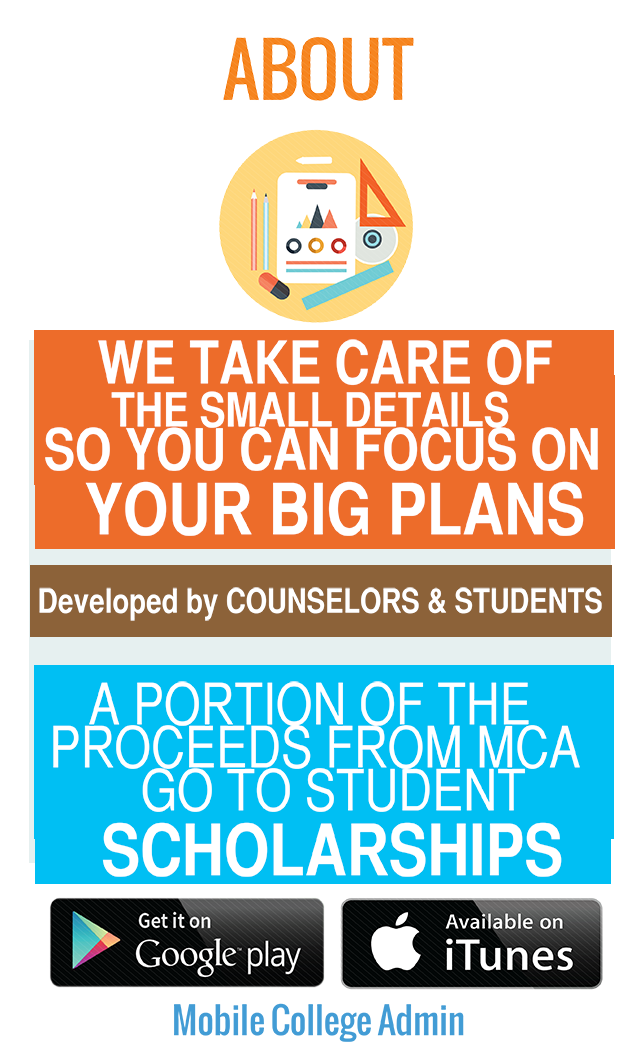 ABOUT
WE TAKE CARE OF
THE SMALL DETAILS
SO YOU CAN FOCUS ON
YOUR BIG PLANS
Developed by COUNSELORS & STUDENTS
A PORTION OF THE
PROCEEDS FROM MCA
GO TO STUDENT
SCHOLARSHIPS
Get it on
Google play
Available on
iTunes
Mobile College Admin